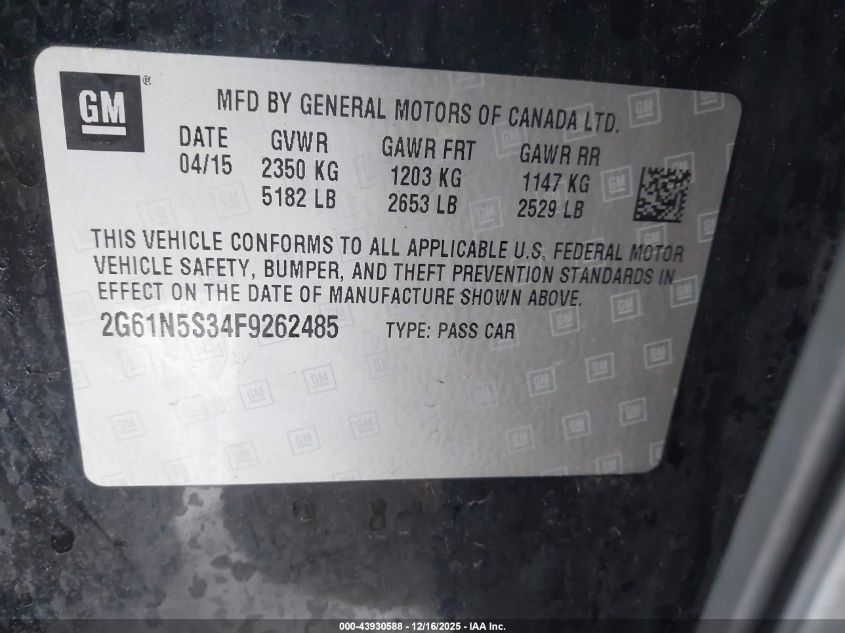 GM ®
MFD BY GENERAL MOTORS OF CANADA LTD.
DATE GVWR GAWR FRT GAWR RR
04/15 2350 KG 1203 KG 1147 KG
5182 LB 2653 LB 2529 LB
THIS VEHICLE CONFORMS TO ALL APPLICABLE U.S. FEDERAL MOTOR
VEHICLE SAFETY, BUMPER, AND THEFT PREVENTION STANDARDS IN
EFFECT ON THE DATE OF MANUFACTURE SHOWN ABOVE.
2G61N5S34F9262485 TYPE: PASS CAR
000-43930588 - 12/16/2025 - IAA Inc.